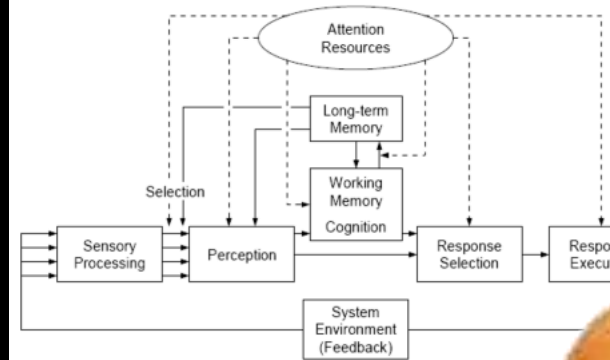 Attention
Resources
Long-term
Memory
Selection
Working
Memory
Cognition
Sensory
Processing
Perception
Response
Selection
System
Environment
(Feedback)